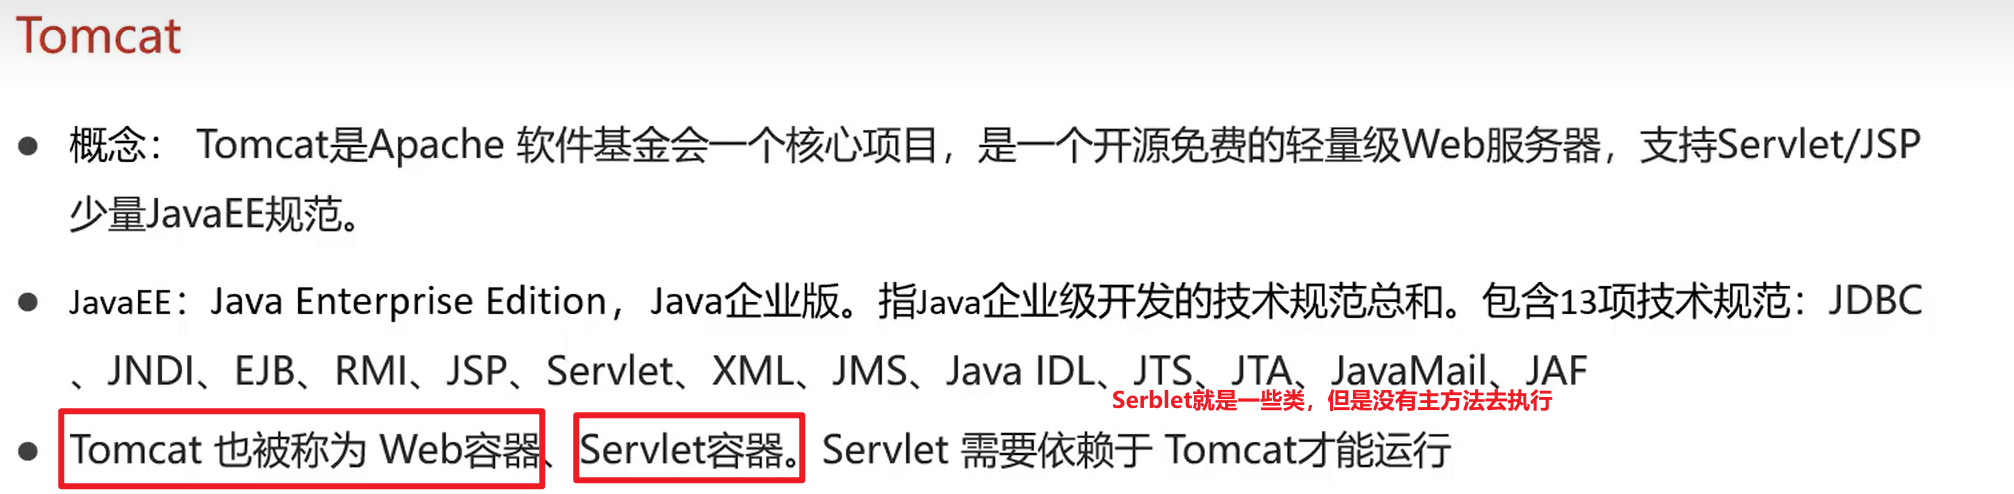 Tomcat
● 概念： Tomcat是Apache 软件基金会一个核心项目，是一个开源免费的轻量级Web服务器，支持Servlet/JSP
少量JavaEE规范。
● JavaEE：Java Enterprise Edition，Java企业版。指Java企业级开发的技术规范总和。包含13项技术规范：JDBC
、JNDI、EJB、RMI、JSP、Servlet、XML、JMS、Java IDL、JTS、JTA、JavaMail、JAF
Serblet就是一些类，但是没有主方法去执行
● Tomcat 也被称为 Web容器、Servlet容器。Servlet 需要依赖于 Tomcat才能运行